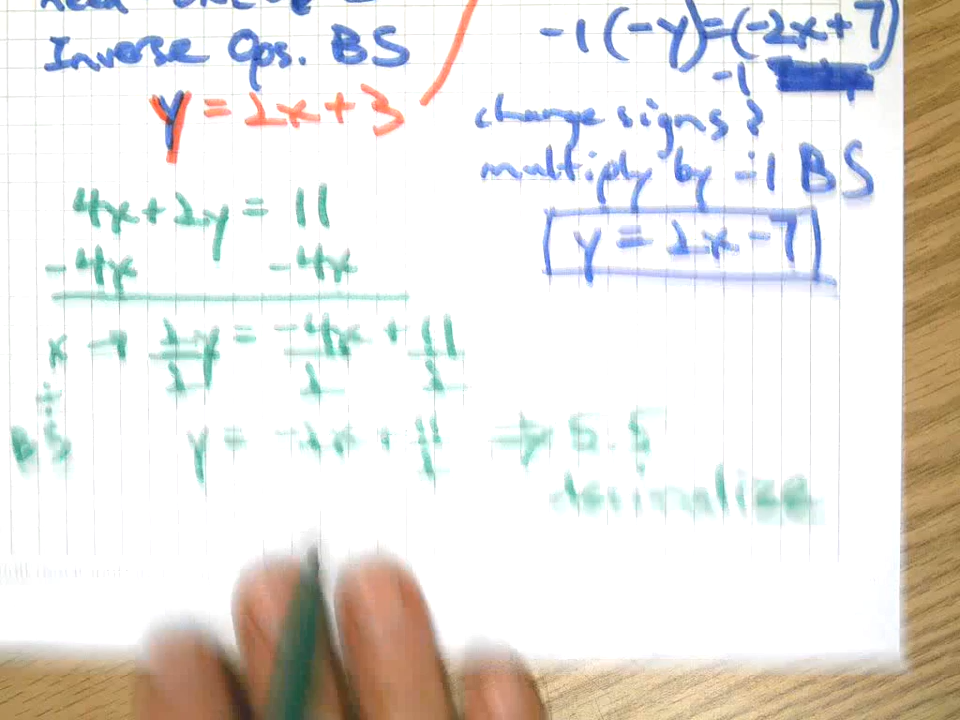 Inverse Ops. BS
y = 2x + 3
4x + 2y = 11
-4x -4x
2y = -4x + 11
2 2 2
÷
BS
y = -2x + 11 → 5.5
decimalize
-1(-y) = (-2x + 7)
-1
change signs?
multiply by -1 BS
y = 2x - 7